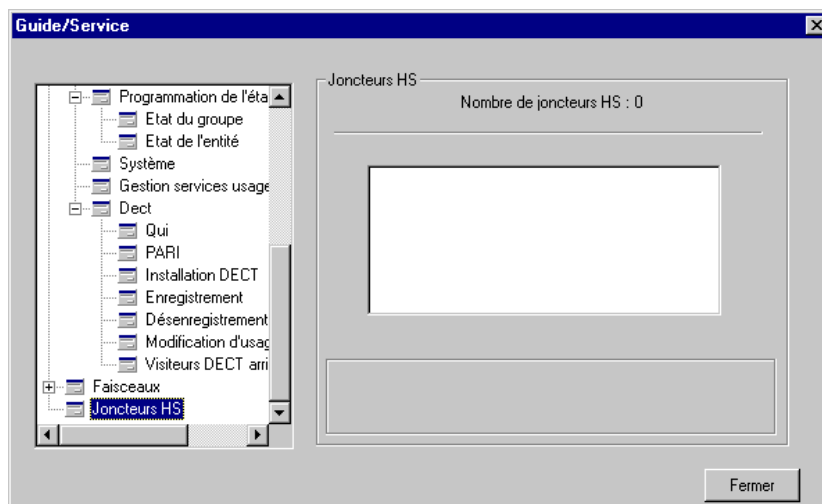 Guide/Service
Programmation de l'éta
Etat du groupe
Etat de l'entité
Système
Gestion services usage
Dect
Qui
PARI
Installation DECT
Enregistrement
Désenregistrement
Modification d'usag
Visiteurs DECT arri
Faisceaux
Joncteurs HS
Joncteurs HS
Nombre de joncteurs HS : 0
Fermer